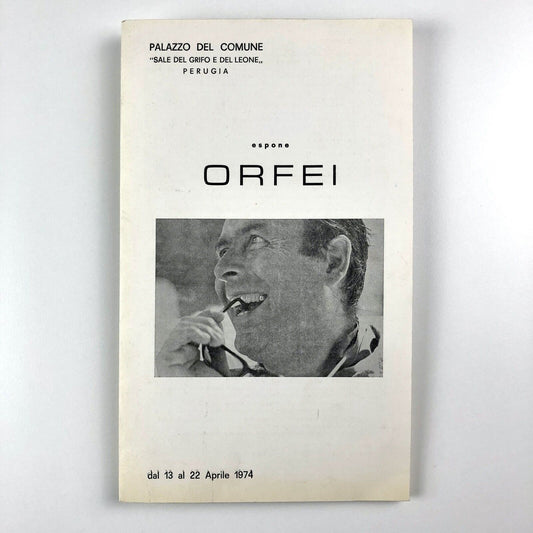 PALAZZO DEL COMUNE
"SALE DEL GRIFO E DEL LEONE„
PERUGIA
espone
ORFEI
dal 13 al 22 Aprile 1974